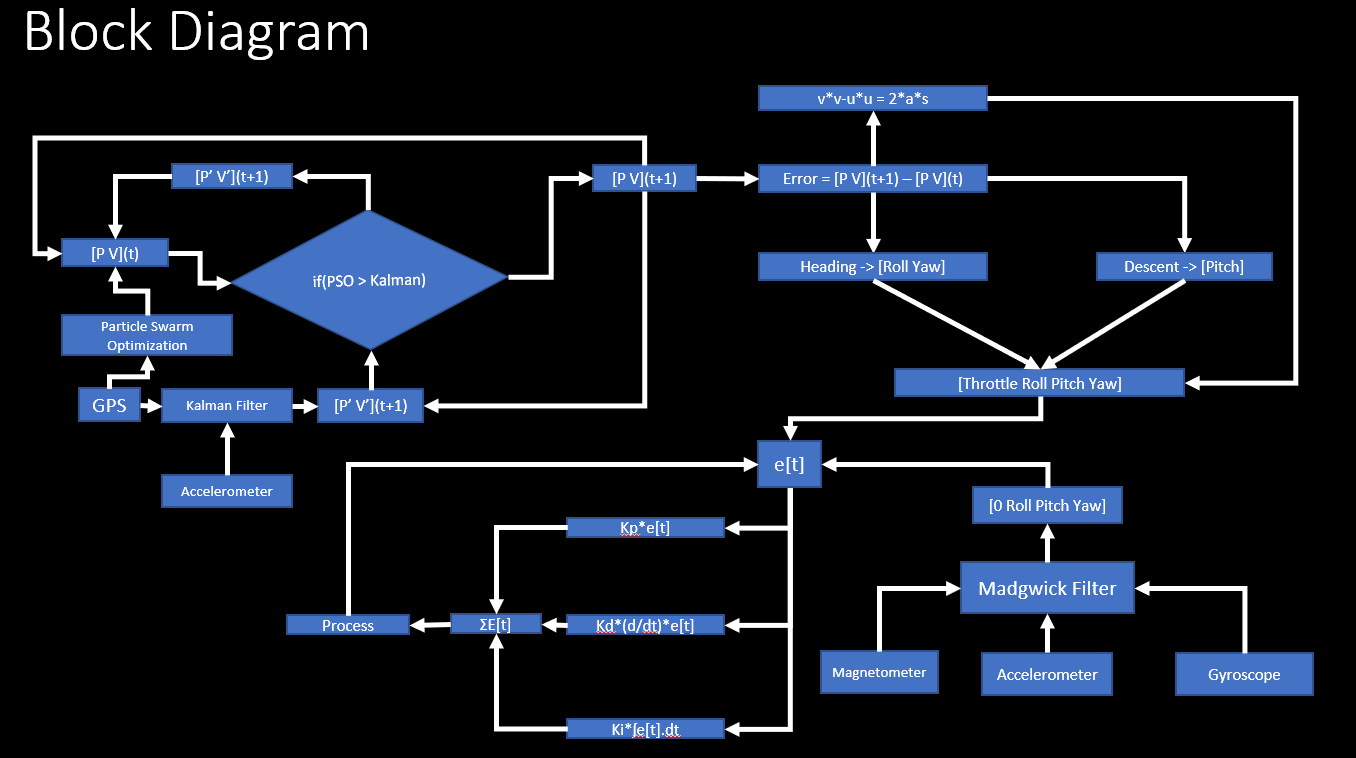 Block Diagram
v*v-u*u = 2*a*s
[P’ V’](t+1)
[P V](t+1)
Error = [P V](t+1) – [P V](t)
[P V](t)
if(PSO > Kalman)
Heading -> [Roll Yaw]
Descent -> [Pitch]
Particle Swarm
Optimization
[Throttle Roll Pitch Yaw]
GPS
Kalman Filter
[P’ V’](t+1)
e[t]
Accelerometer
[0 Roll Pitch Yaw]
Kp*e[t]
Madgwick Filter
Process
ΣE[t]
Kd*(d/dt)*e[t]
Magnetometer
Accelerometer
Gyroscope
Ki*∫e[t].dt